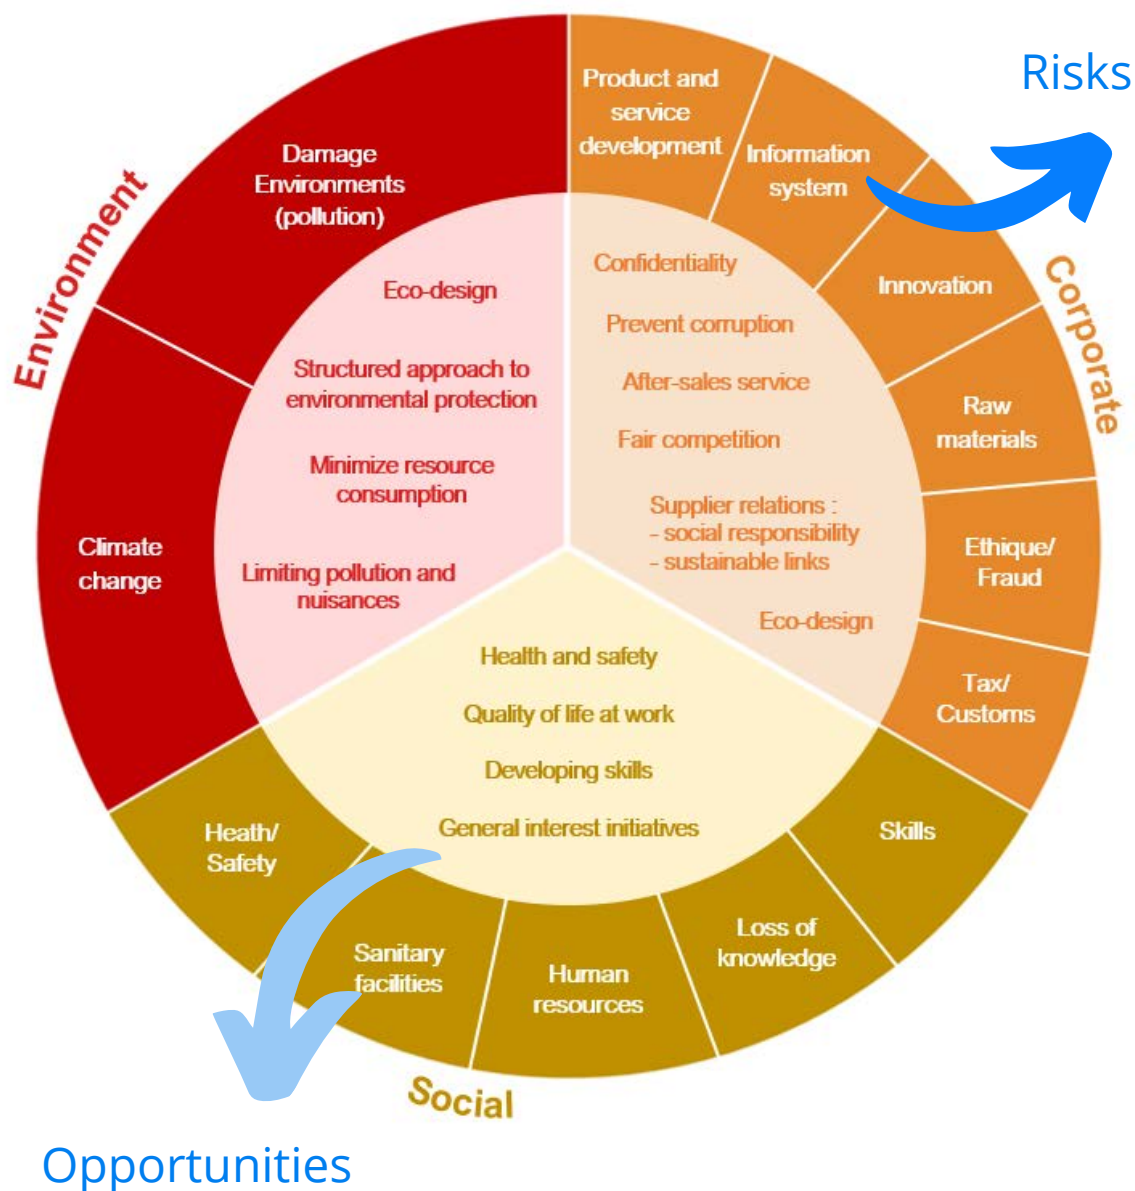 Risks
Environment
Corporate
Social
Opportunities
Product and
service
development
Information
system
Innovation
Raw
materials
Ethique/
Fraud
Tax/
Customs
Skills
Loss of
knowledge
Human
resources
Sanitary
facilities
Heath/
Safety
Climate
change
Damage
Environments
(pollution)
Eco-design
Structured approach to
environmental protection
Minimize resource
consumption
Limiting pollution and
nuisances
Confidentiality
Prevent corruption
After-sales service
Fair competition
Supplier relations :
- social responsibility
- sustainable links
Eco-design
Health and safety
Quality of life at work
Developing skills
General interest initiatives